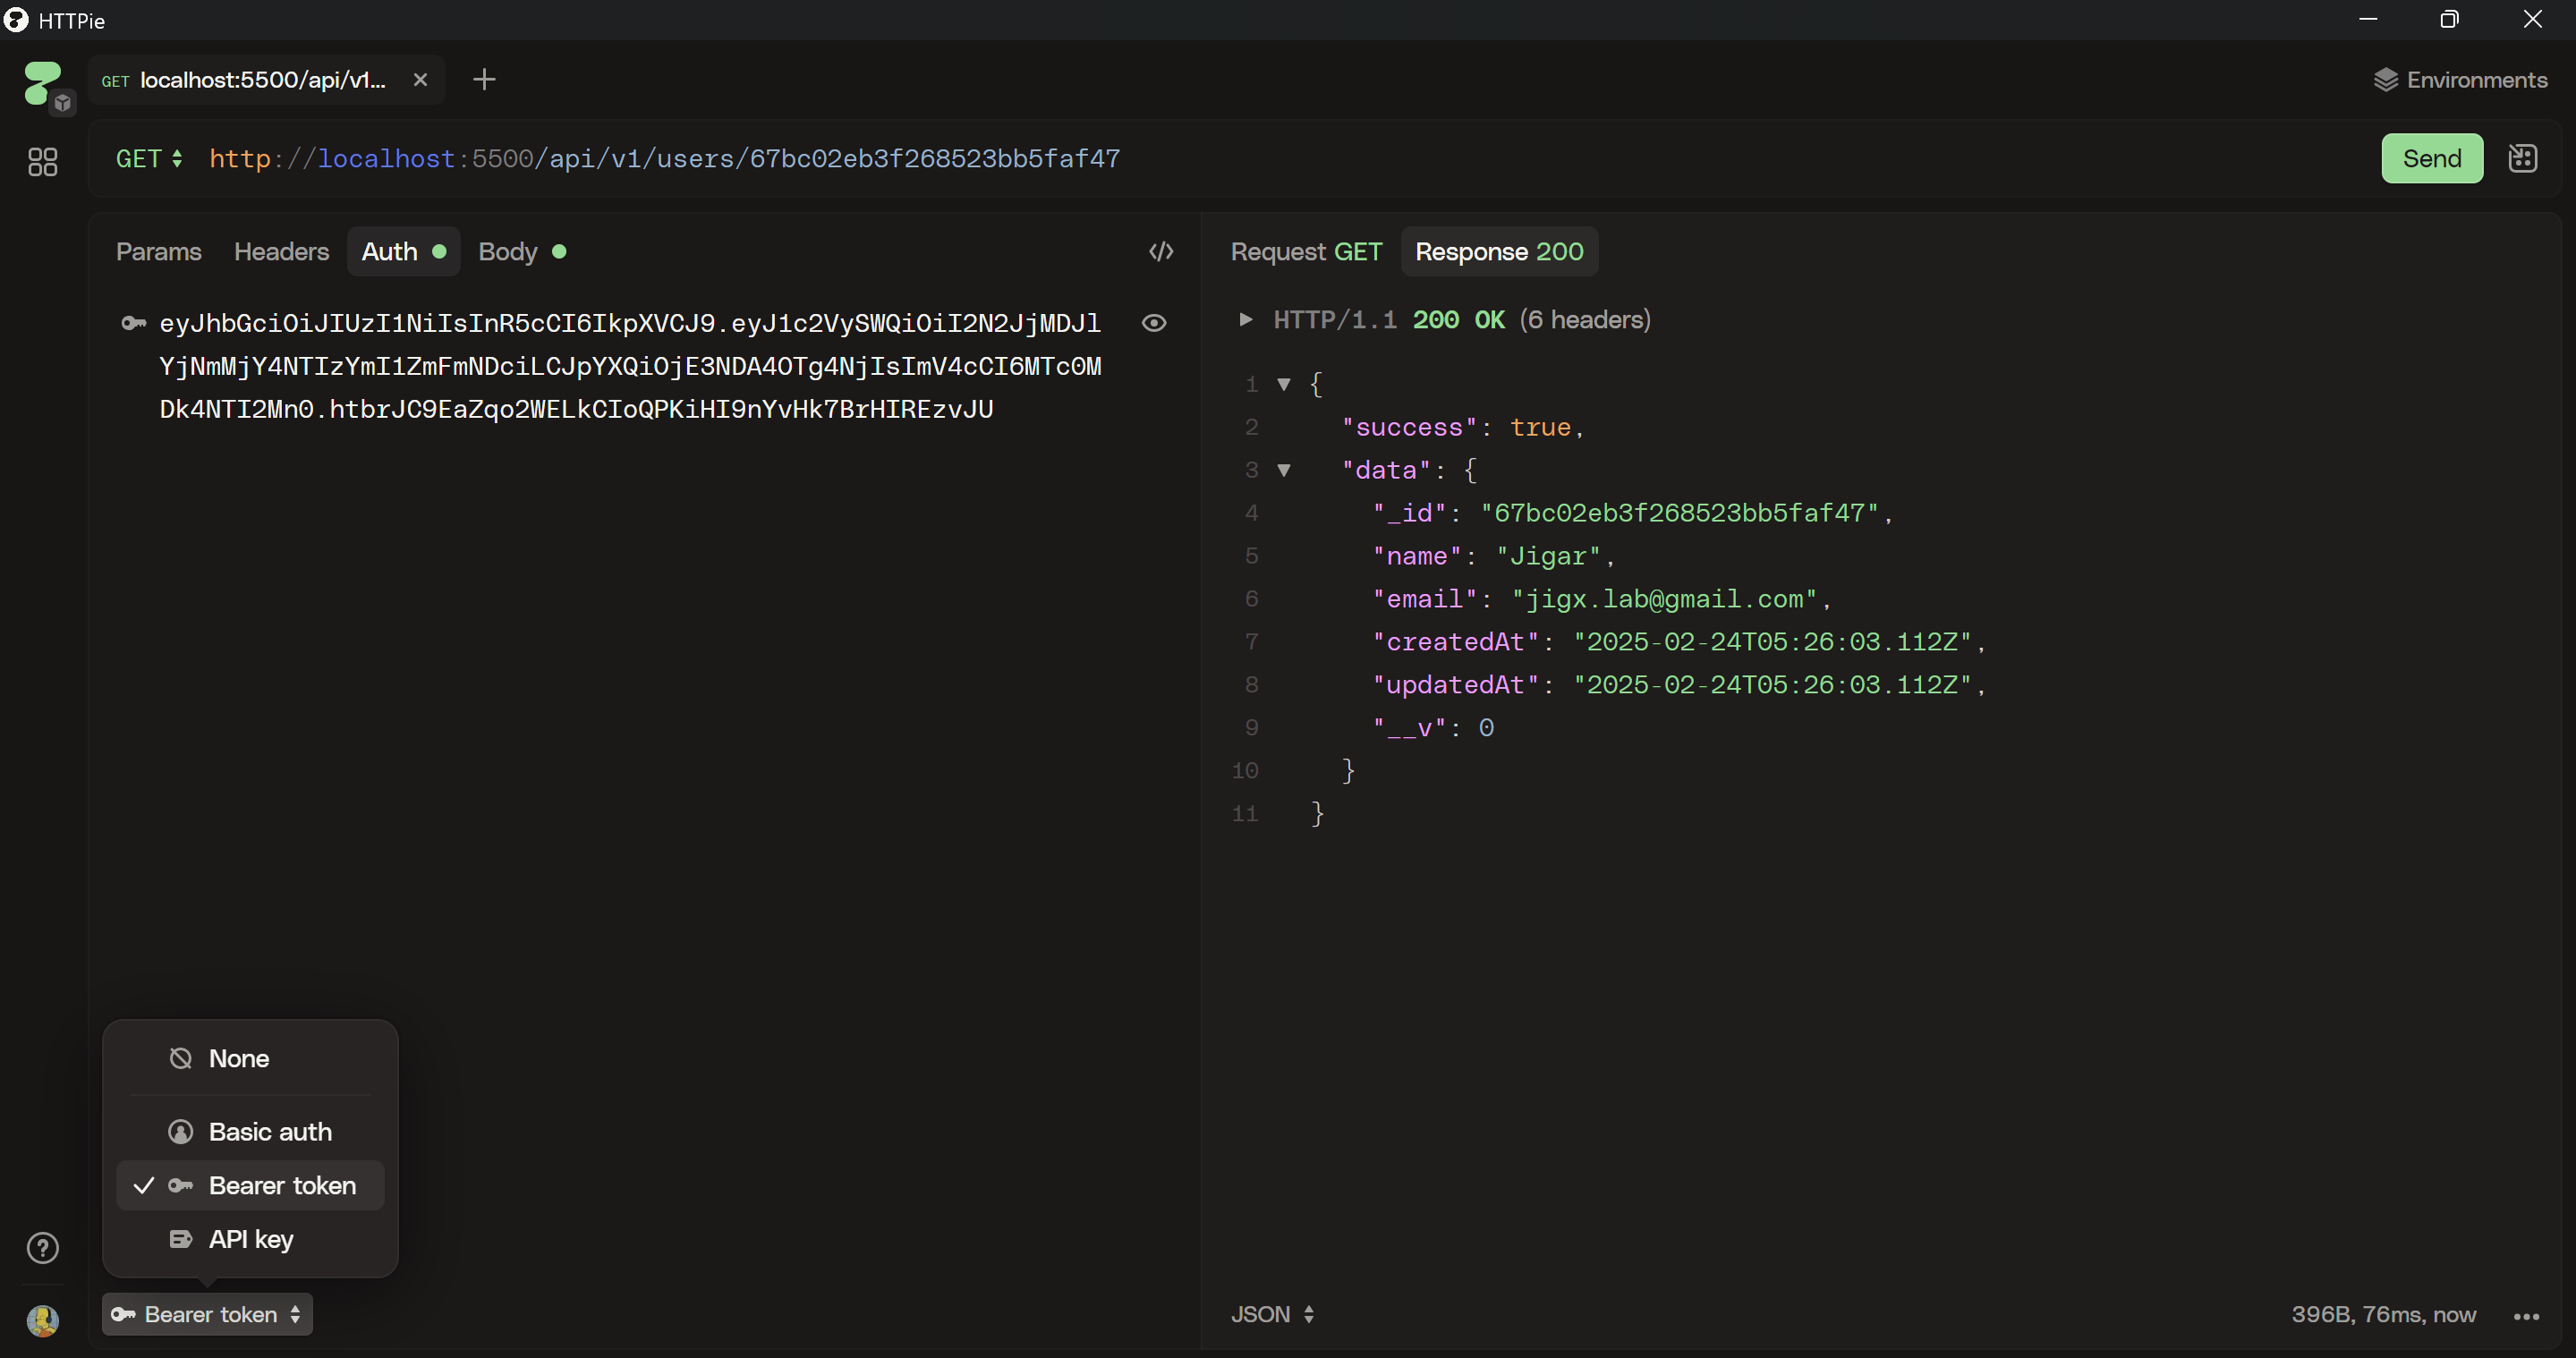 HTTPie
GET localhost:5500/api/v1...
Environments
GET http://localhost:5500/api/v1/users/67bc02eb3f268523bb5faf47
Send
Params Headers Auth Body
eyJhbGciOiJIUzI1NiIsInR5cCI6IkpXVCJ9.eyJ1c2VySWQiOiI2N2JjMDJl
YjNmMjY4NTIzYmI1ZmFmNDciLCJpYXQiOjE3NDA4OTg4NjIsImV4cCI6MTc0M
Dk4NTI2Mn0.htbrJC9EaZqo2WELkCIoQPKiHI9nYvHk7BrHIREzvJU
None
Basic auth
Bearer token
API key
Bearer token
Request GET Response 200
HTTP/1.1 200 OK (6 headers)
1 {
2 "success": true,
3 "data": {
4 "_id": "67bc02eb3f268523bb5faf47",
5 "name": "Jigar",
6 "email": "jigx.lab@gmail.com",
7 "createdAt": "2025-02-24T05:26:03.112Z",
8 "updatedAt": "2025-02-24T05:26:03.112Z",
9 "__v": 0
10 }
11 }
JSON
396B, 76ms, now